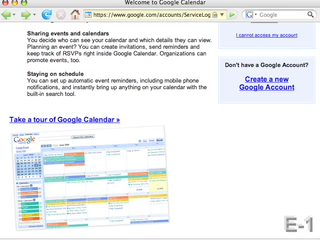 Welcome to Google Calendar
https://www.google.com/accounts/ServiceLog
Google
Sharing events and calendars
You decide who can see your calendar and which details they can view.
Planning an event? You can create invitations, send reminders and
keep track of RSVPs right inside Google Calendar. Organizations can
promote events, too.
Staying on schedule
You can set up automatic event reminders, including mobile phone
notifications, and instantly bring up anything on your calendar with the
built-in search tool.
Take a tour of Google Calendar »
I cannot access my account
Don't have a Google Account?
Create a new
Google Account
Google
E-1